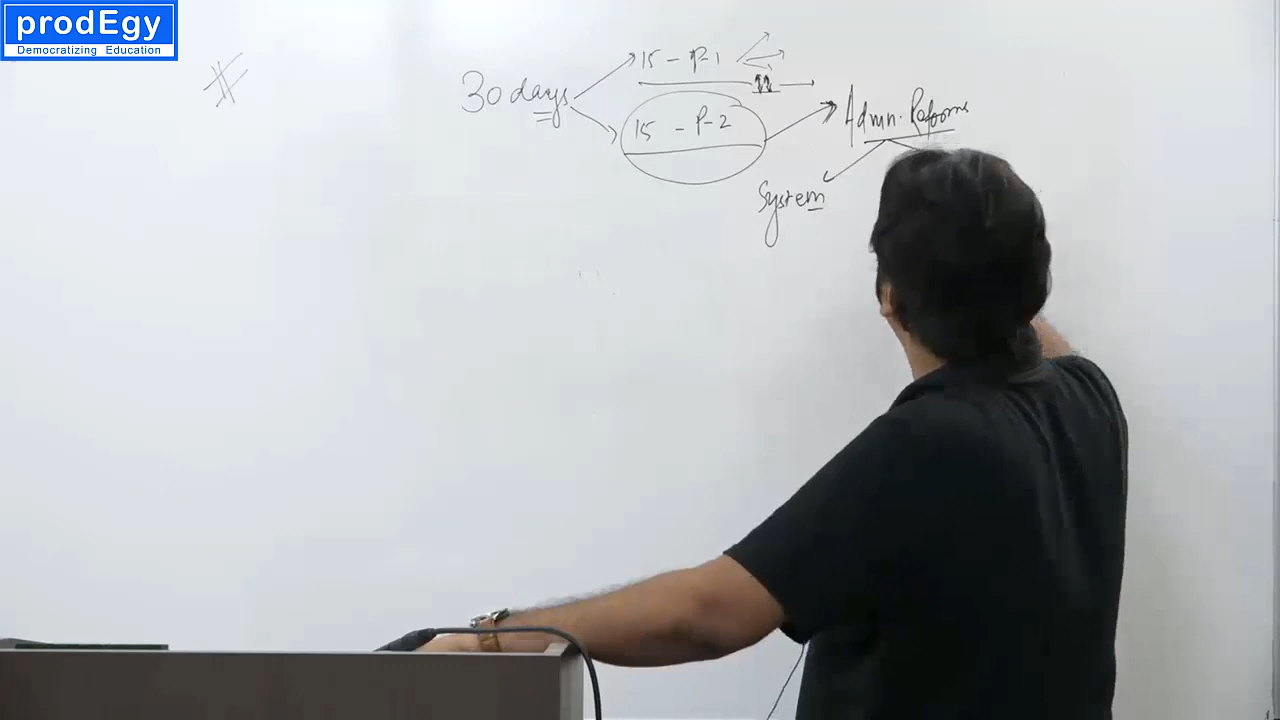 prodEgy
Democratizing Education
#
30 days
15 - P-1
15 - P-2
Admn. Reforms
System